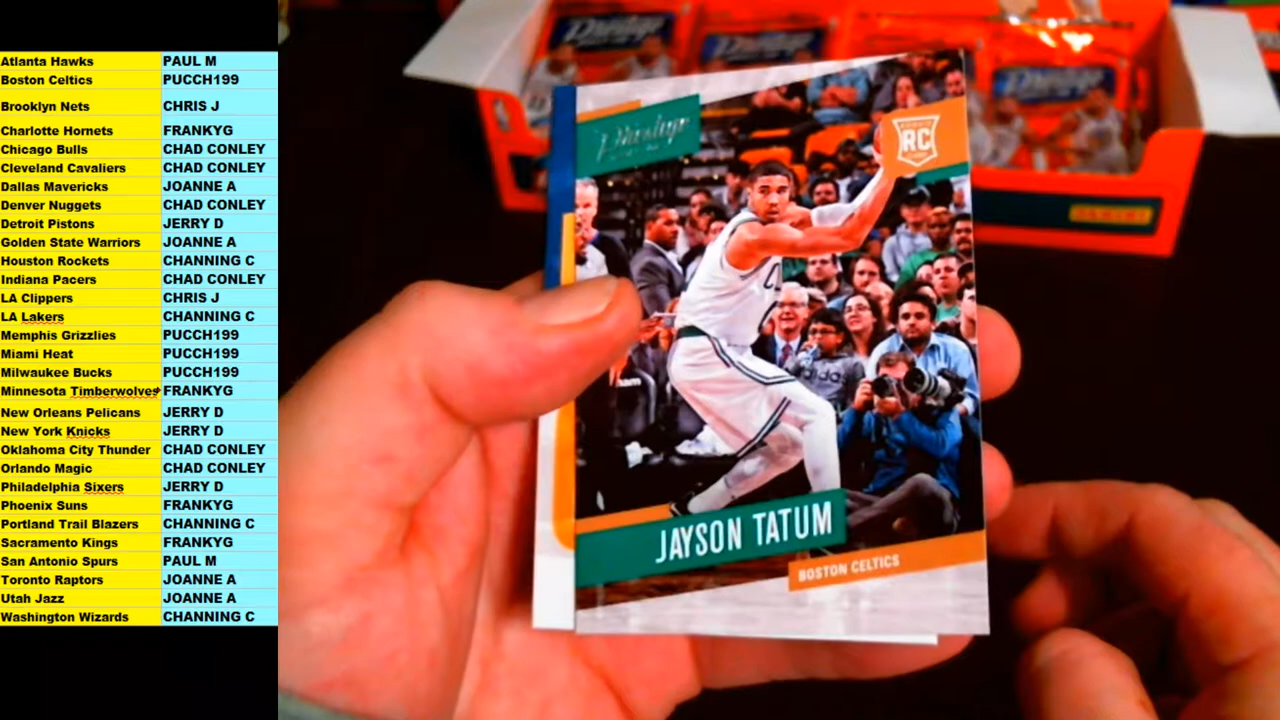 Atlanta Hawks PAUL M
Boston Celtics PUCCH199
Brooklyn Nets CHRIS J
Charlotte Hornets FRANKYG
Chicago Bulls CHAD CONLEY
Cleveland Cavaliers CHAD CONLEY
Dallas Mavericks JOANNE A
Denver Nuggets CHAD CONLEY
Detroit Pistons JERRY D
Golden State Warriors JOANNE A
Houston Rockets CHANNING C
Indiana Pacers CHAD CONLEY
LA Clippers CHRIS J
LA Lakers CHANNING C
Memphis Grizzlies PUCCH199
Miami Heat PUCCH199
Milwaukee Bucks PUCCH199
Minnesota Timberwolves FRANKYG
New Orleans Pelicans JERRY D
New York Knicks JERRY D
Oklahoma City Thunder CHAD CONLEY
Orlando Magic CHAD CONLEY
Philadelphia Sixers JERRY D
Phoenix Suns FRANKYG
Portland Trail Blazers CHANNING C
Sacramento Kings FRANKYG
San Antonio Spurs PAUL M
Toronto Raptors JOANNE A
Utah Jazz JOANNE A
Washington Wizards CHANNING C
Prestige
Prestige
Prestige
Prestige
RC
PANINI
JAYSON TATUM
BOSTON CELTICS